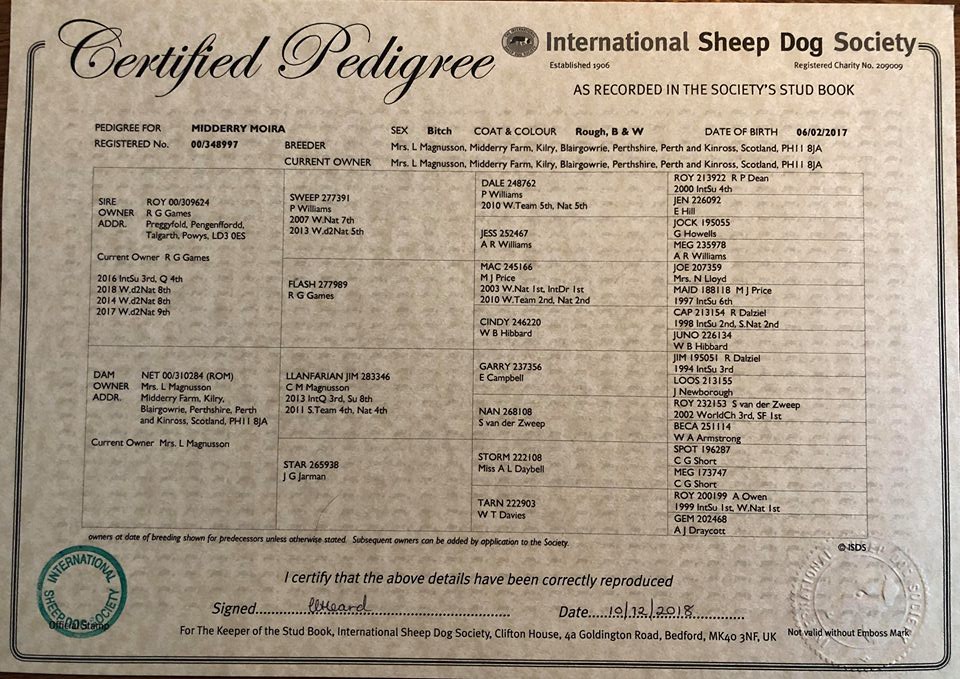 Certified Pedigree
International Sheep Dog Society
Established 1906
Registered Charity No. 209009
AS RECORDED IN THE SOCIETY'S STUD BOOK
PEDIGREE FOR MIDDERRY MOIRA SEX Bitch COAT & COLOUR Rough, B & W DATE OF BIRTH 06/02/2017
REGISTERED No. 00/348997 BREEDER Mrs. L Magnusson, Midderry Farm, Kilry, Blairgowrie, Perthshire, Perth and Kinross, Scotland, PH11 8JA
CURRENT OWNER Mrs. L Magnusson, Midderry Farm, Kilry, Blairgowrie, Perthshire, Perth and Kinross, Scotland, PH11 8JA
SIRE ROY 00/309624
OWNER R G Games
ADDR. Preggyfold, Pengenffordd,
Talgarth, Powys, LD3 0ES
Current Owner R G Games
2016 IntSu 3rd, Q 4th
2018 W.d2Nat 8th
2014 W.d2Nat 8th
2017 W.d2Nat 9th
DAM NET 00/310284 (ROM)
OWNER Mrs. L Magnusson
ADDR. Midderry Farm, Kilry,
Blairgowrie, Perthshire, Perth
and Kinross, Scotland, PH11 8JA
Current Owner Mrs. L Magnusson
SWEEP 277391
P Williams
2007 W.Nat 7th
2013 W.d2Nat 5th
FLASH 277989
R G Games
LLANFARIAN JIM 283346
C M Magnusson
2013 IntQ 3rd, Su 8th
2011 S.Team 4th, Nat 4th
STAR 265938
J G Jarman
DALE 248762
P Williams
2010 W.Team 5th, Nat 5th
JESS 252467
A R Williams
MAC 245166
M J Price
2003 W.Nat 1st, IntDr 1st
2010 W.Team 2nd, Nat 2nd
CINDY 246220
W B Hibbard
GARRY 237356
E Campbell
NAN 268108
S van der Zweep
STORM 222108
Miss A L Daybell
TARN 222903
W T Davies
ROY 213922 R P Dean
2000 IntSu 4th
JEN 226092
E Hill
JOCK 195055
G Howells
MEG 235978
A R Williams
JOE 207359
Mrs. N Lloyd
MAID 188118 M J Price
1997 IntSu 6th
CAP 213154 R Dalziel
1998 IntSu 2nd, S.Nat 2nd
JUNO 226134
W B Hibbard
JIM 195051 R Dalziel
1994 IntSu 3rd
LOOS 213155
J Newborough
ROY 232153 S van der Zweep
2002 WorldCh 3rd, SF 1st
BECA 251114
W A Armstrong
SPOT 196287
C G Short
MEG 173747
C G Short
ROY 200199 A Owen
1999 IntSu 1st, W.Nat 1st
GEM 202468
A J Draycott
owners at date of breeding shown for predecessors unless otherwise stated. Subsequent owners can be added by application to the Society.
© ISDS
I certify that the above details have been correctly reproduced
Signed Date 10/12/2018
For The Keeper of the Stud Book, International Sheep Dog Society, Clifton House, 4a Goldington Road, Bedford, MK40 3NF, UK
INTERNATIONAL
SHEEP DOG SOCIETY
Official Stamp
Not valid without Emboss Mark